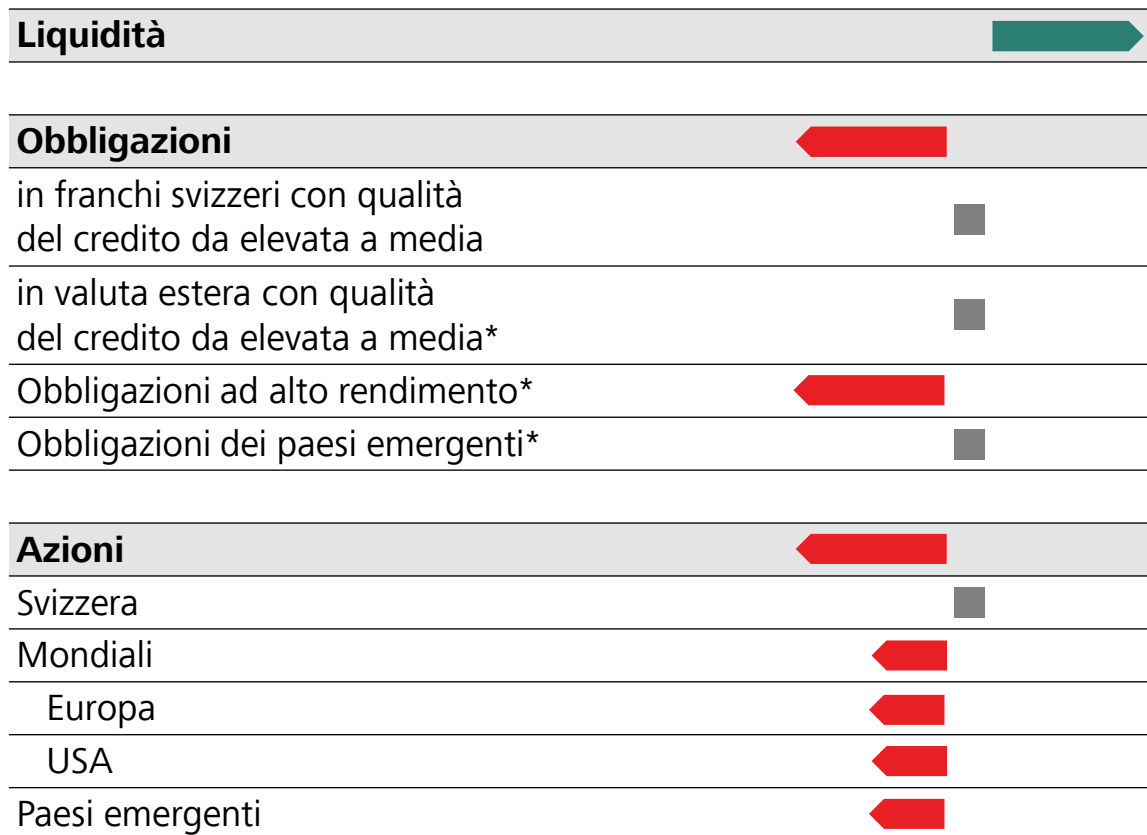 Liquidità
Obbligazioni
in franchi svizzeri con qualità
del credito da elevata a media
in valuta estera con qualità
del credito da elevata a media*
Obbligazioni ad alto rendimento*
Obbligazioni dei paesi emergenti*
Azioni
Svizzera
Mondiali
Europa
USA
Paesi emergenti